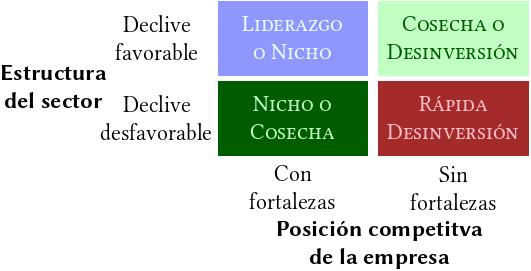 Declive
favorable
LIDERAZGO
O NICHO
COSECHA O
DESINVERSIÓN
Estructura
del sector
Declive
desfavorable
NICHO O
COSECHA
RÁPIDA
DESINVERSIÓN
Con
fortalezas
Sin
fortalezas
Posición competitva
de la empresa